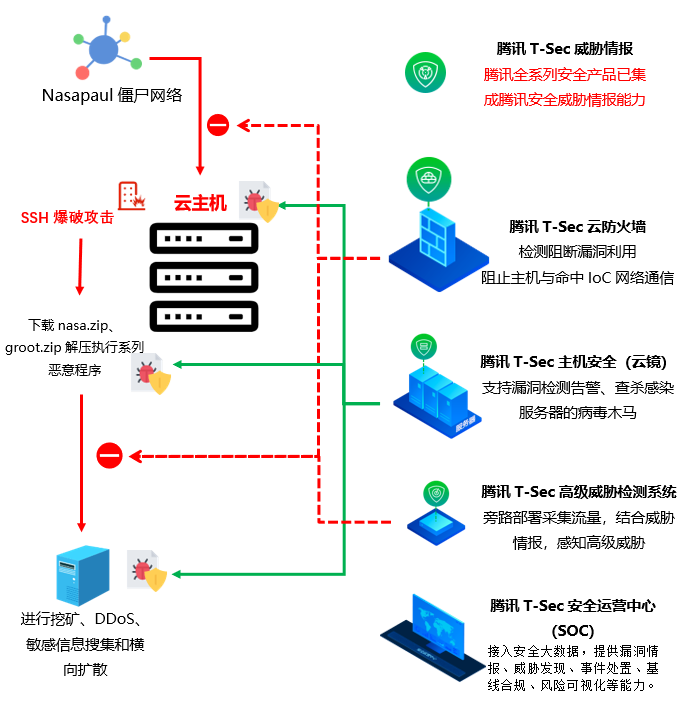 Nasapaul 僵尸网络
SSH 爆破攻击
云主机
下载 nasa.zip、
groot.zip 解压执行系列
恶意程序
进行挖矿、DDoS、
敏感信息搜集和横
向扩散
腾讯 T-Sec 威胁情报
腾讯全系列安全产品已集
成腾讯安全威胁情报能力
腾讯 T-Sec 云防火墙
检测阻断漏洞利用
阻止主机与命中 IoC 网络通信
腾讯 T-Sec 主机安全（云镜）
支持漏洞检测告警、查杀感染
服务器的病毒木马
服务器
腾讯 T-Sec 高级威胁检测系统
旁路部署采集流量，结合威胁
情报，感知高级威胁
腾讯 T-Sec 安全运营中心
(SOC)
接入安全大数据，提供漏洞情
报、威胁发现、事件处置、基
线合规、风险可视化等能力。